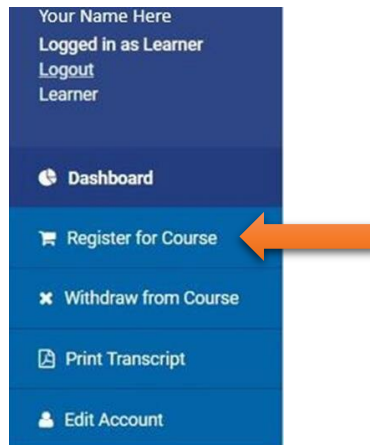 Your Name Here
Logged in as Learner
Logout
Learner
Dashboard
Register for Course
Withdraw from Course
Print Transcript
Edit Account